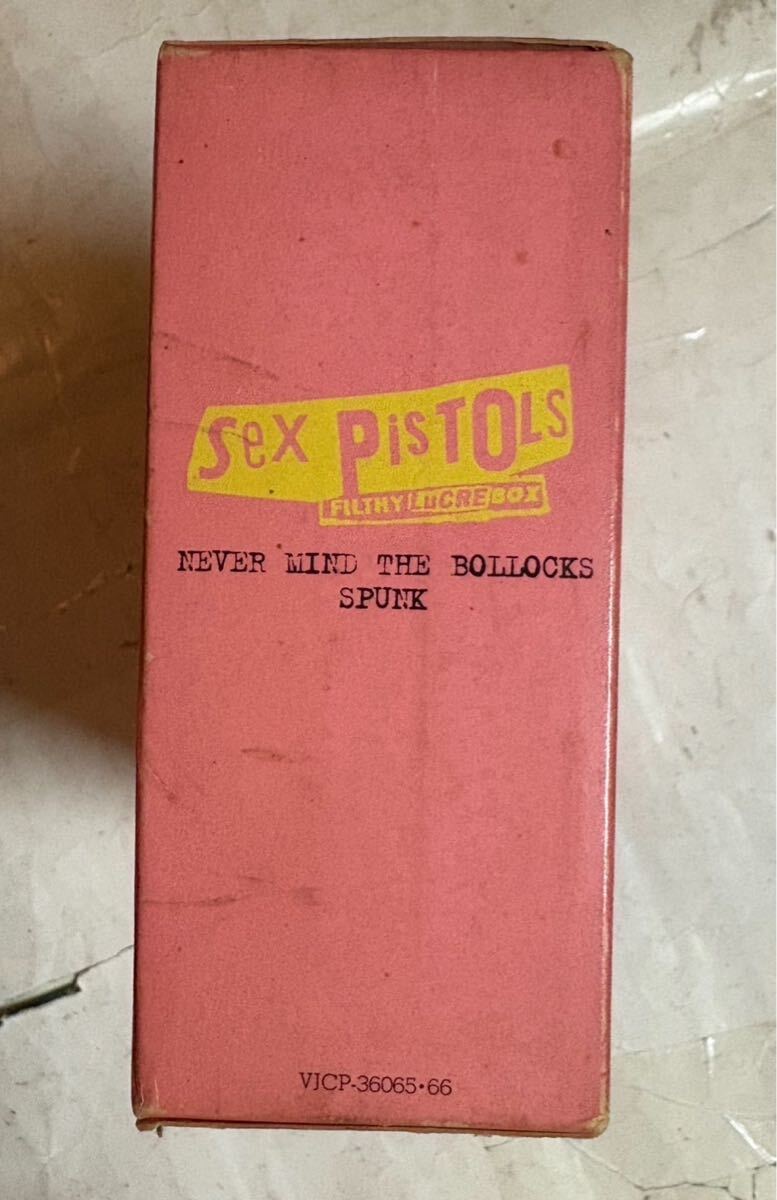 SeX PiSTOLS
FILTHY LUCRE BOX
NEVER MIND THE BOLLOCKS
SPUNK
VJCP-36065•66